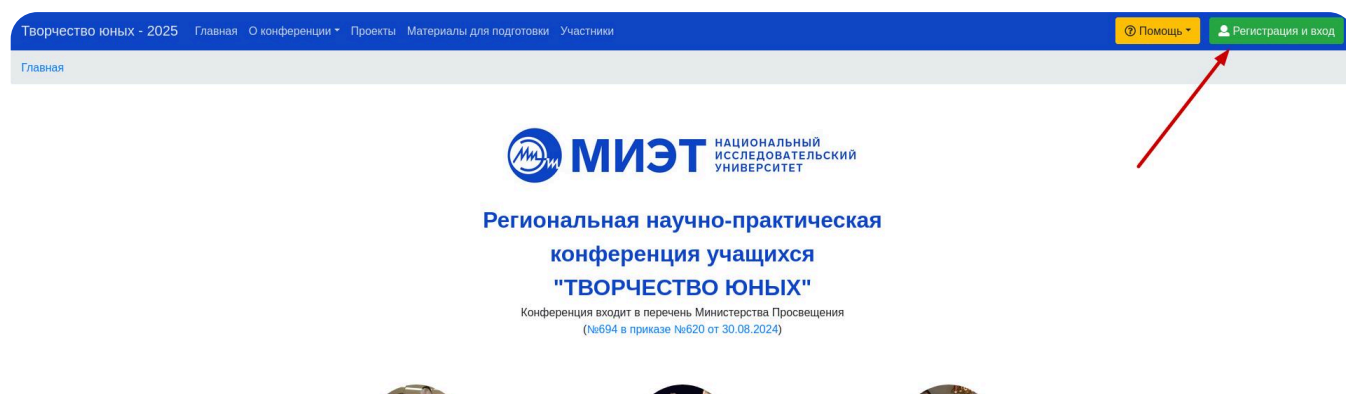 Творчество юных - 2025 Главная О конференции Проекты Материалы для подготовки Участники Помощь Регистрация и вход
Главная
МИЭТ
НАЦИОНАЛЬНЫЙ
ИССЛЕДОВАТЕЛЬСКИЙ
УНИВЕРСИТЕТ
Региональная научно-практическая
конференция учащихся
"ТВОРЧЕСТВО ЮНЫХ"
Конференция входит в перечень Министерства Просвещения
(№694 в приказе №620 от 30.08.2024)